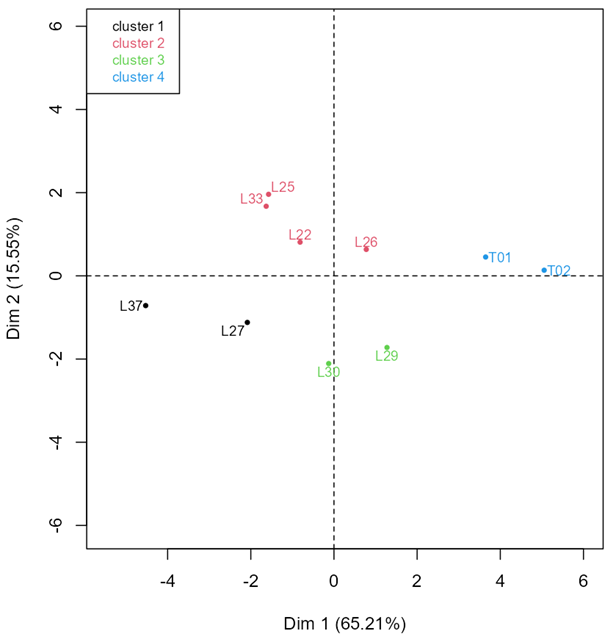 cluster 1
cluster 2
cluster 3
cluster 4
6
4
2
0
-2
-4
-6
Dim 2 (15.55%)
L25
L33
L22
L26
T01
T02
L37
L27
L29
L30
-4 -2 0 2 4 6
Dim 1 (65.21%)